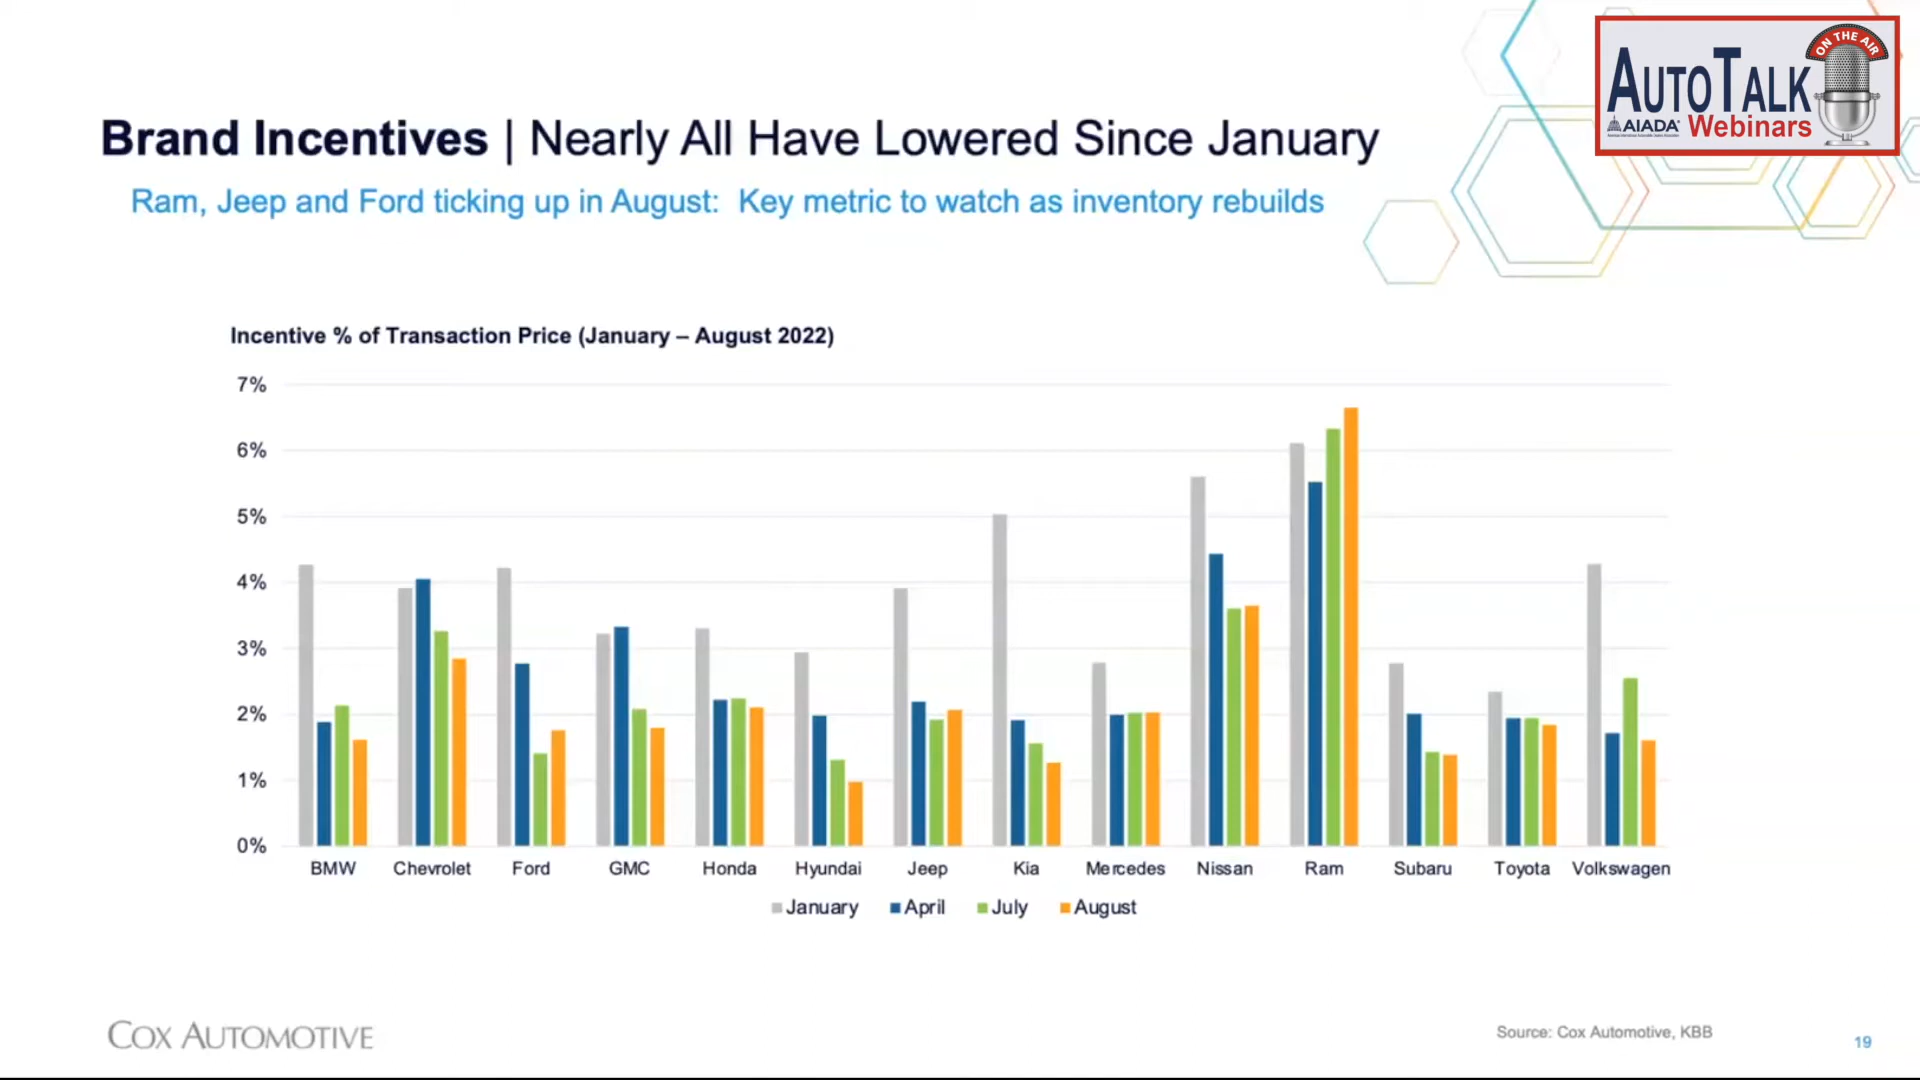 ON THE AIR
AUTOTALK
AIADA
Webinars
Brand Incentives | Nearly All Have Lowered Since January
Ram, Jeep and Ford ticking up in August: Key metric to watch as inventory rebuilds
Incentive % of Transaction Price (January – August 2022)
7%
6%
5%
4%
3%
2%
1%
0%
BMW Chevrolet Ford GMC Honda Hyundai Jeep Kia Mercedes Nissan Ram Subaru Toyota Volkswagen
January April July August
COX AUTOMOTIVE
Source: Cox Automotive, KBB
19